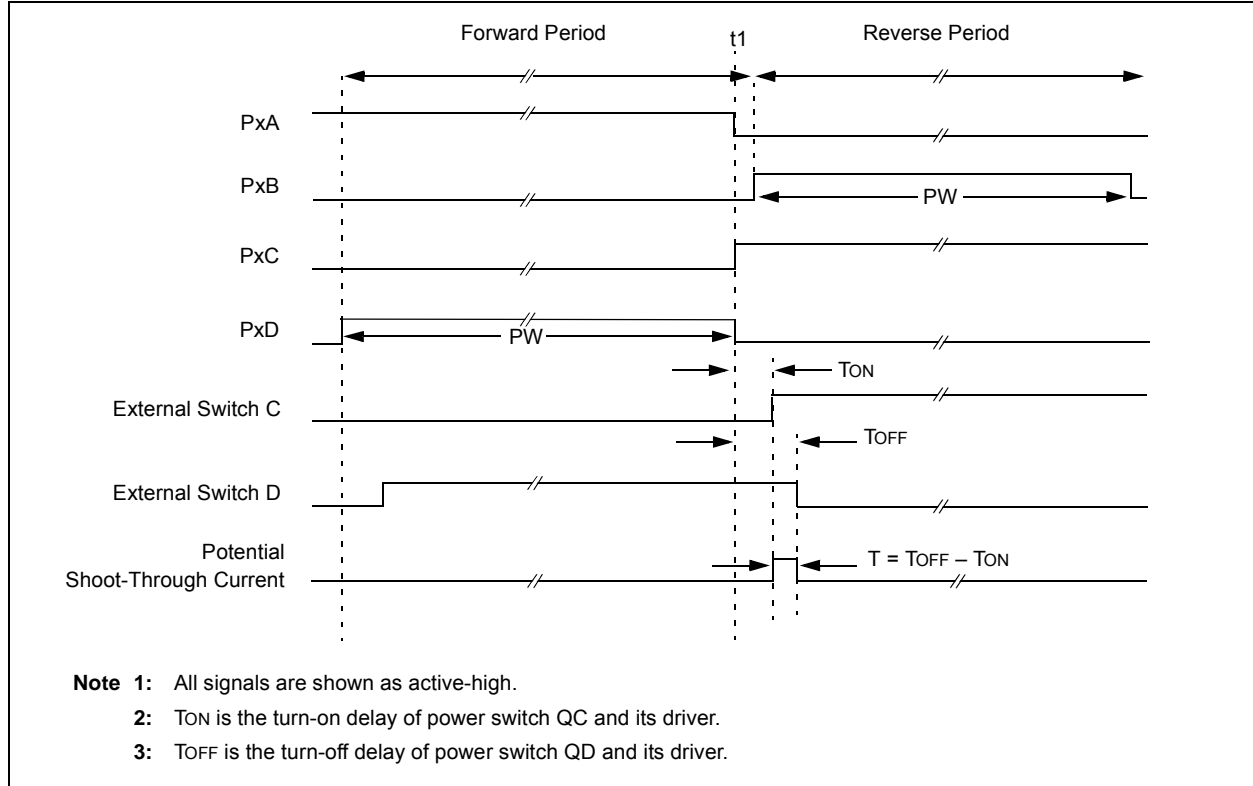 Forward Period
t1
Reverse Period
PxA
PxB
PW
PxC
PxD
PW
TON
External Switch C
TOFF
External Switch D
Potential
Shoot-Through Current
T = TOFF – TON
Note 1: All signals are shown as active-high.
2: TON is the turn-on delay of power switch QC and its driver.
3: TOFF is the turn-off delay of power switch QD and its driver.